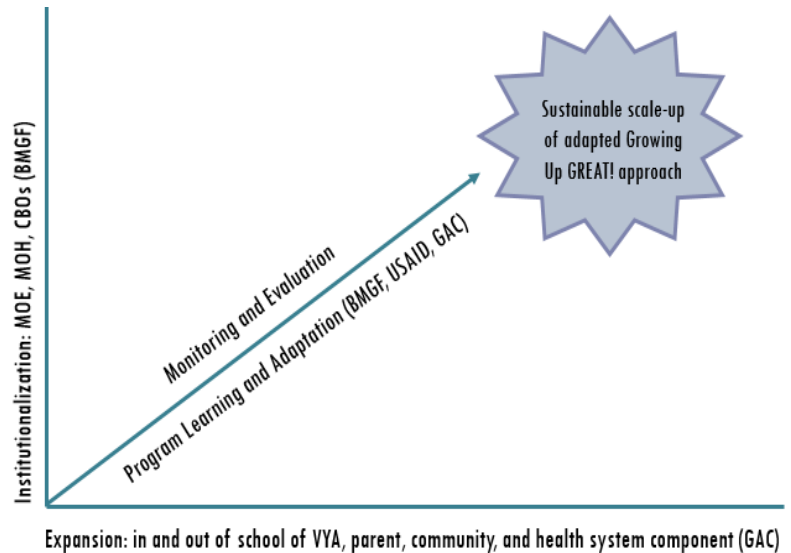 Institutionalization: MOE, MOH, CBOs (BMGF)
Sustainable scale-up
of adapted Growing
Up GREAT! approach
Monitoring and Evaluation
Program Learning and Adaptation (BMGF, USAID, GAC)
Expansion: in and out of school of VYA, parent, community, and health system component (GAC)